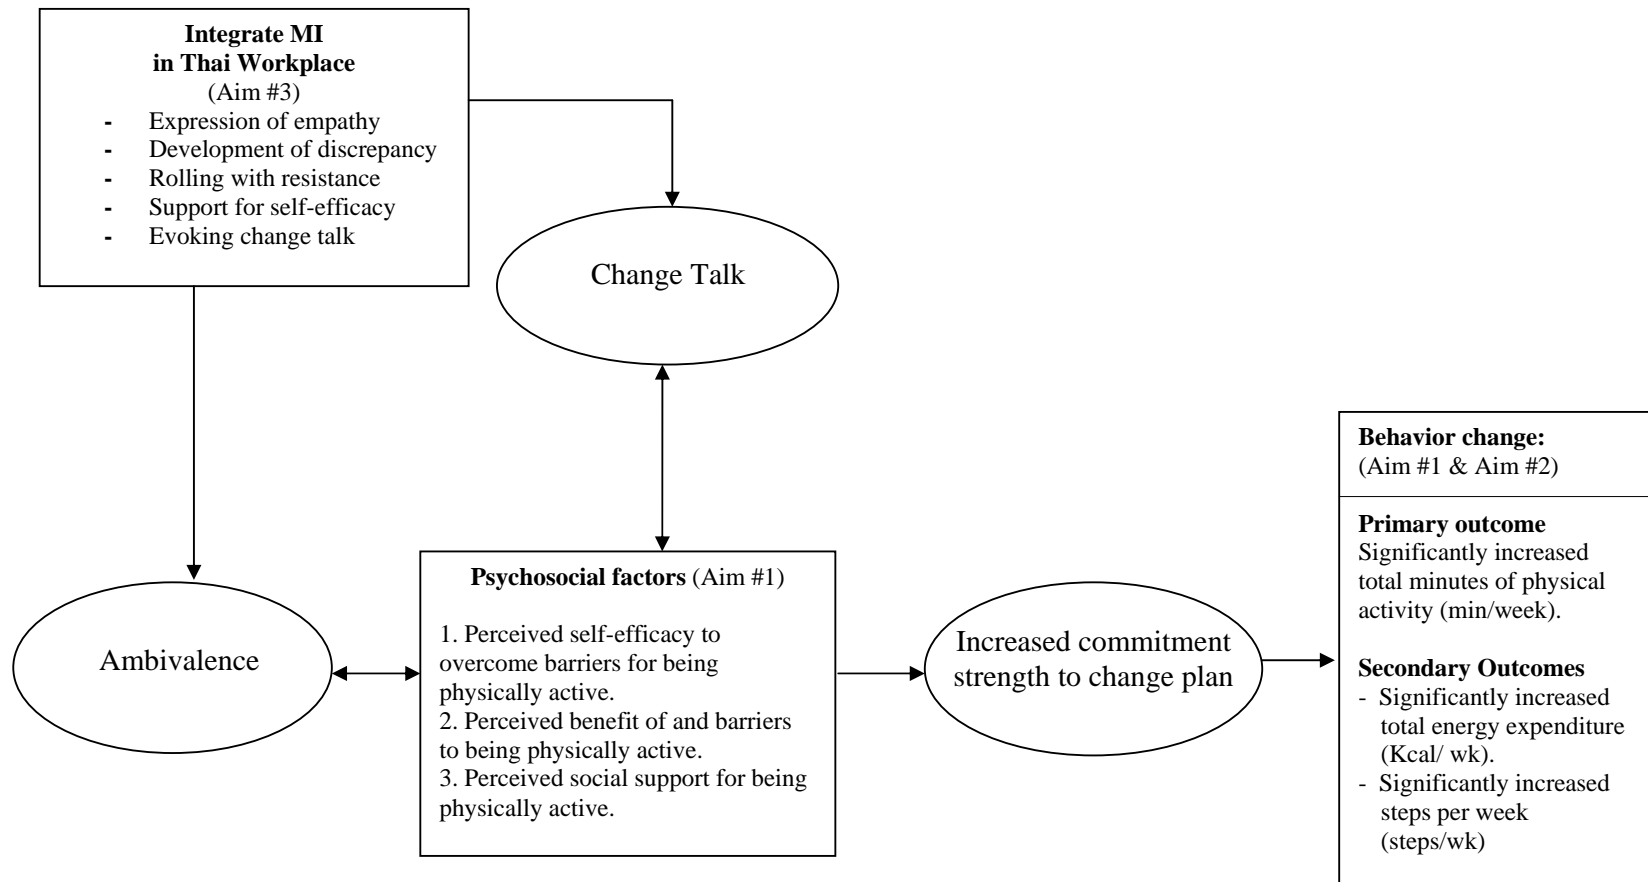 Integrate MI
in Thai Workplace
(Aim #3)
- Expression of empathy
- Development of discrepancy
- Rolling with resistance
- Support for self-efficacy
- Evoking change talk
Change Talk
Ambivalence
Psychosocial factors (Aim #1)
1. Perceived self-efficacy to
overcome barriers for being
physically active.
2. Perceived benefit of and barriers
to being physically active.
3. Perceived social support for being
physically active.
Increased commitment
strength to change plan
Behavior change:
(Aim #1 & Aim #2)
Primary outcome
Significantly increased
total minutes of physical
activity (min/week).
Secondary Outcomes
- Significantly increased
total energy expenditure
(Kcal/ wk).
- Significantly increased
steps per week
(steps/wk)